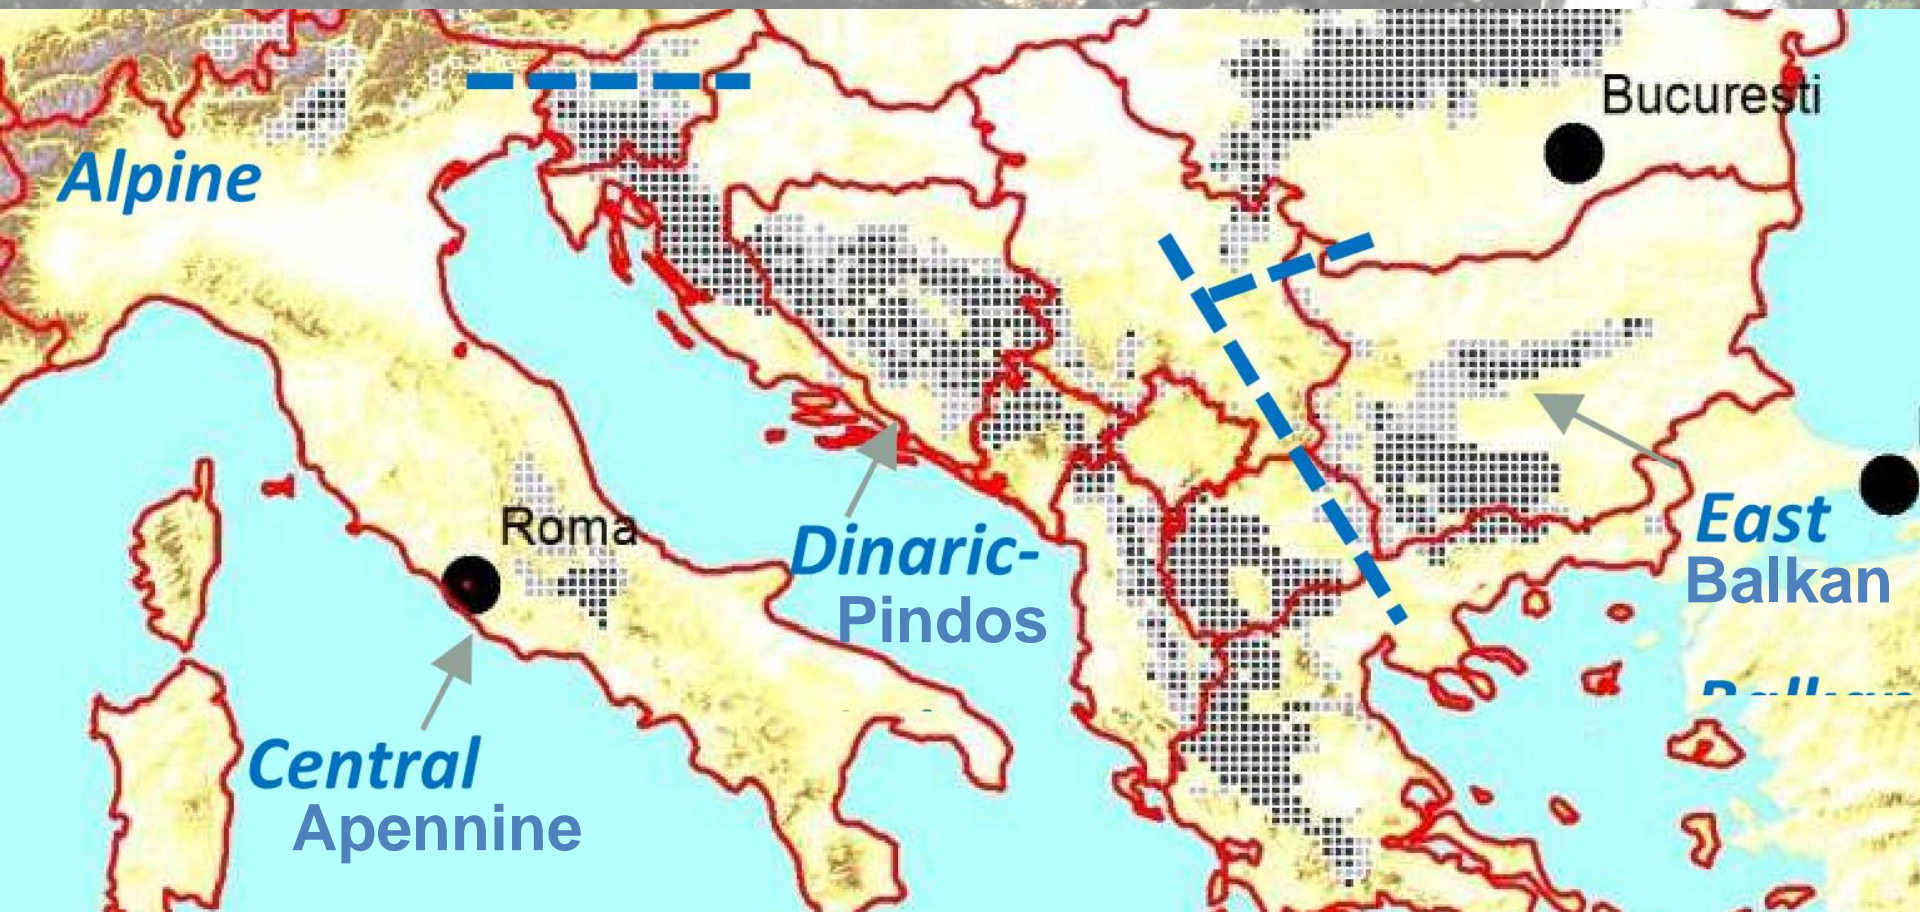 Bucuresti
Alpine
Roma
Dinaric-
Pindos
East
Balkan
Central
Apennine